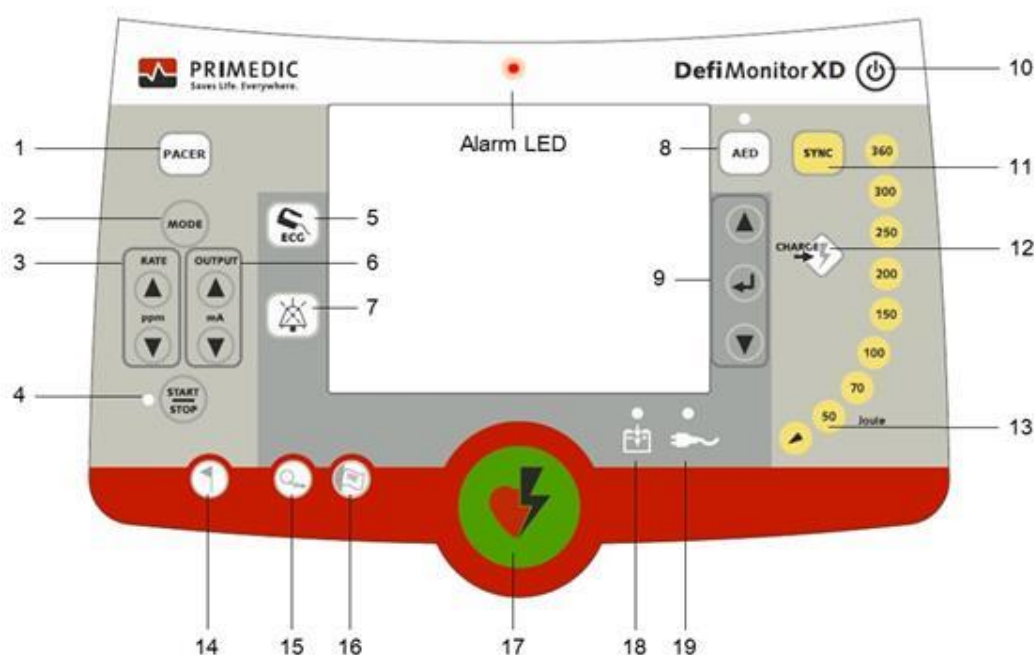 PRIMEDIC
Saves Life. Everywhere.
DefiMonitor XD
10
Alarm LED
1
PACER
8
AED
SYNC
360
11
300
2
MODE
5
ECG
250
CHARGE
12
3
RATE
OUTPUT
6
9
200
ppm
mA
7
150
100
4
START
STOP
70
50
Joule
13
14
15
16
17
18
19